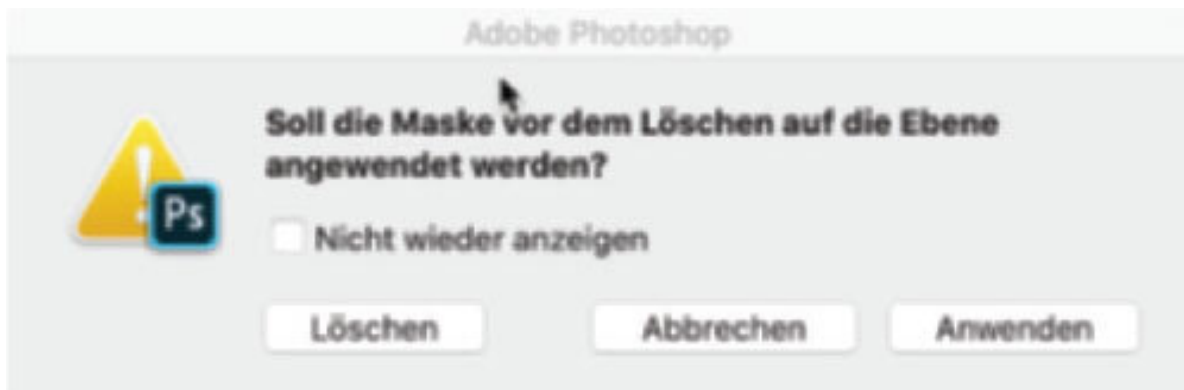 Adobe Photoshop
Soll die Maske vor dem Löschen auf die Ebene
angewendet werden?
Ps
Nicht wieder anzeigen
Löschen Abbrechen Anwenden